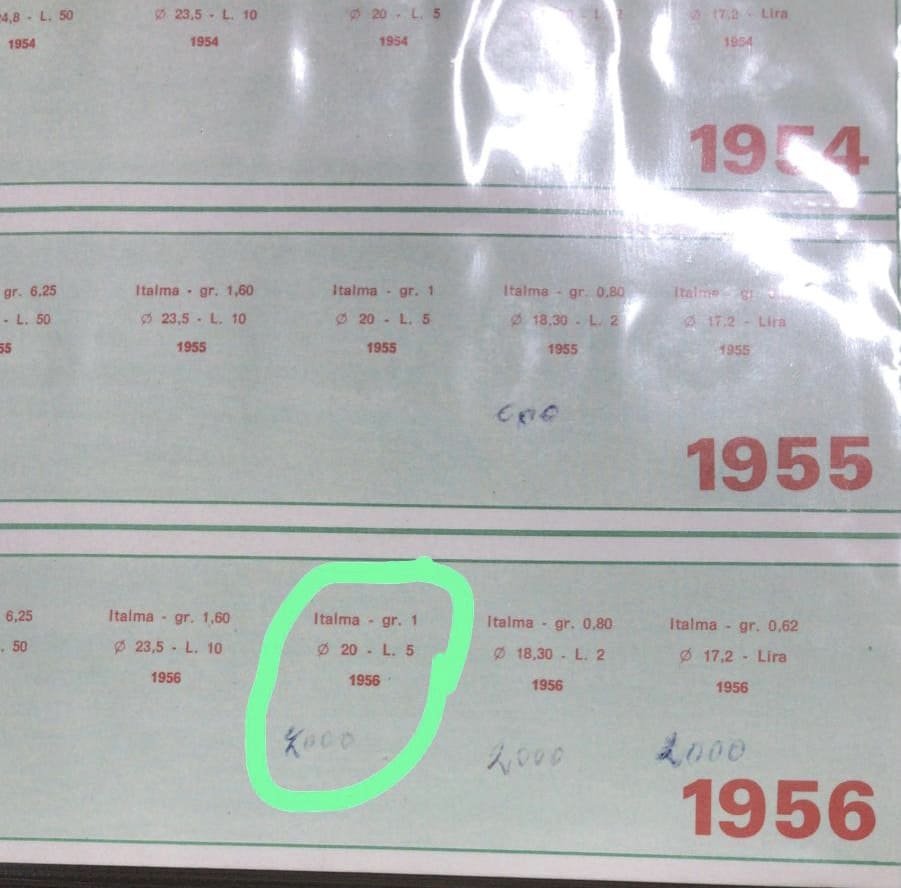 4,8 - L. 50 Ø 23,5 - L. 10 Ø 20 - L. 5 Ø 17,2 - Lira
1954 1954 1954 1954
1954
gr. 6,25 Italma - gr. 1,60 Italma - gr. 1 Italma - gr. 0,80 Italma - gr.
- L. 50 Ø 23,5 - L. 10 Ø 20 - L. 5 Ø 18,30 - L. 2 Ø 17,2 - Lira
55 1955 1955 1955 1955
1955
6,25 Italma - gr. 1,60 Italma - gr. 1 Italma - gr. 0,80 Italma - gr. 0,62
. 50 Ø 23,5 - L. 10 Ø 20 - L. 5 Ø 18,30 - L. 2 Ø 17,2 - Lira
1956 1956 1956 1956
2000 2000
1956